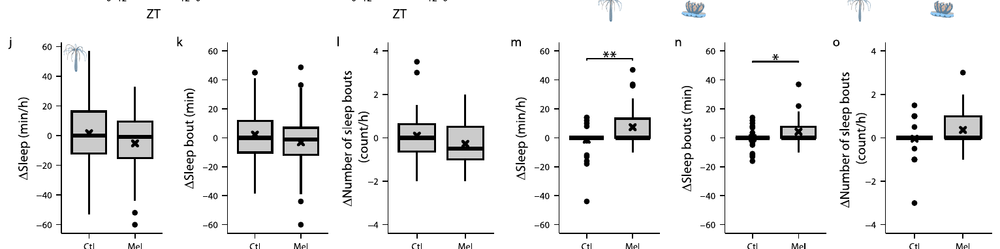 ZT
ZT
j
60
40
20
0
−20
−40
−60
ΔSleep (min/h)
Ctl
Mel
k
60
40
20
0
−20
−40
−60
ΔSleep bout (min)
Ctl
Mel
l
4
2
0
−2
−4
ΔNumber of sleep bouts
(count/h)
Ctl
Mel
m
60
40
20
0
−20
−40
−60
ΔSleep (min/h)
**
Ctl
Mel
n
60
40
20
0
−20
−40
−60
ΔSleep bouts (min)
*
Ctl
Mel
o
4
2
0
−2
−4
ΔNumber of sleep bouts
(count/h)
Ctl
Mel